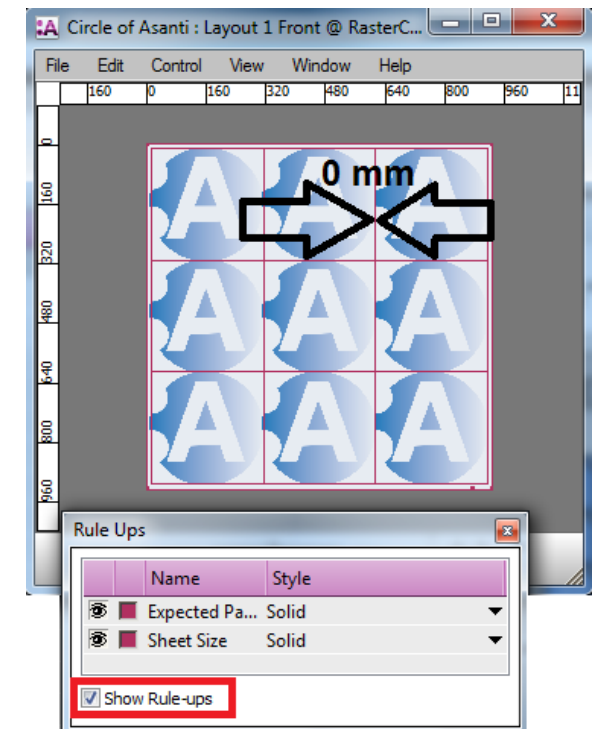 :A Circle of Asanti : Layout 1 Front @ RasterC...
File Edit Control View Window Help
160 0 160 320 480 640 800 960 11
0
160
320
480
640
800
960
0 mm
A A A
A A A
A A A
Rule Ups
Name Style
Expected Pa... Solid
Sheet Size Solid
Show Rule-ups